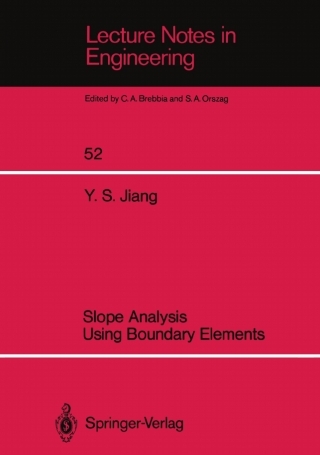 Lecture Notes in
Engineering
Edited by C. A. Brebbia and S. A. Orszag
52
Y. S. Jiang
Slope Analysis
Using Boundary Elements
Springer-Verlag